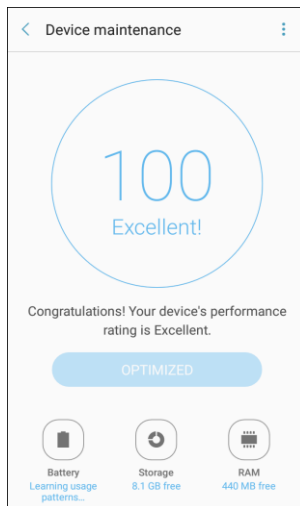 Device maintenance
100
Excellent!
Congratulations! Your device's performance
rating is Excellent.
OPTIMIZED
Battery
Learning usage
patterns...
Storage
8.1 GB free
RAM
440 MB free